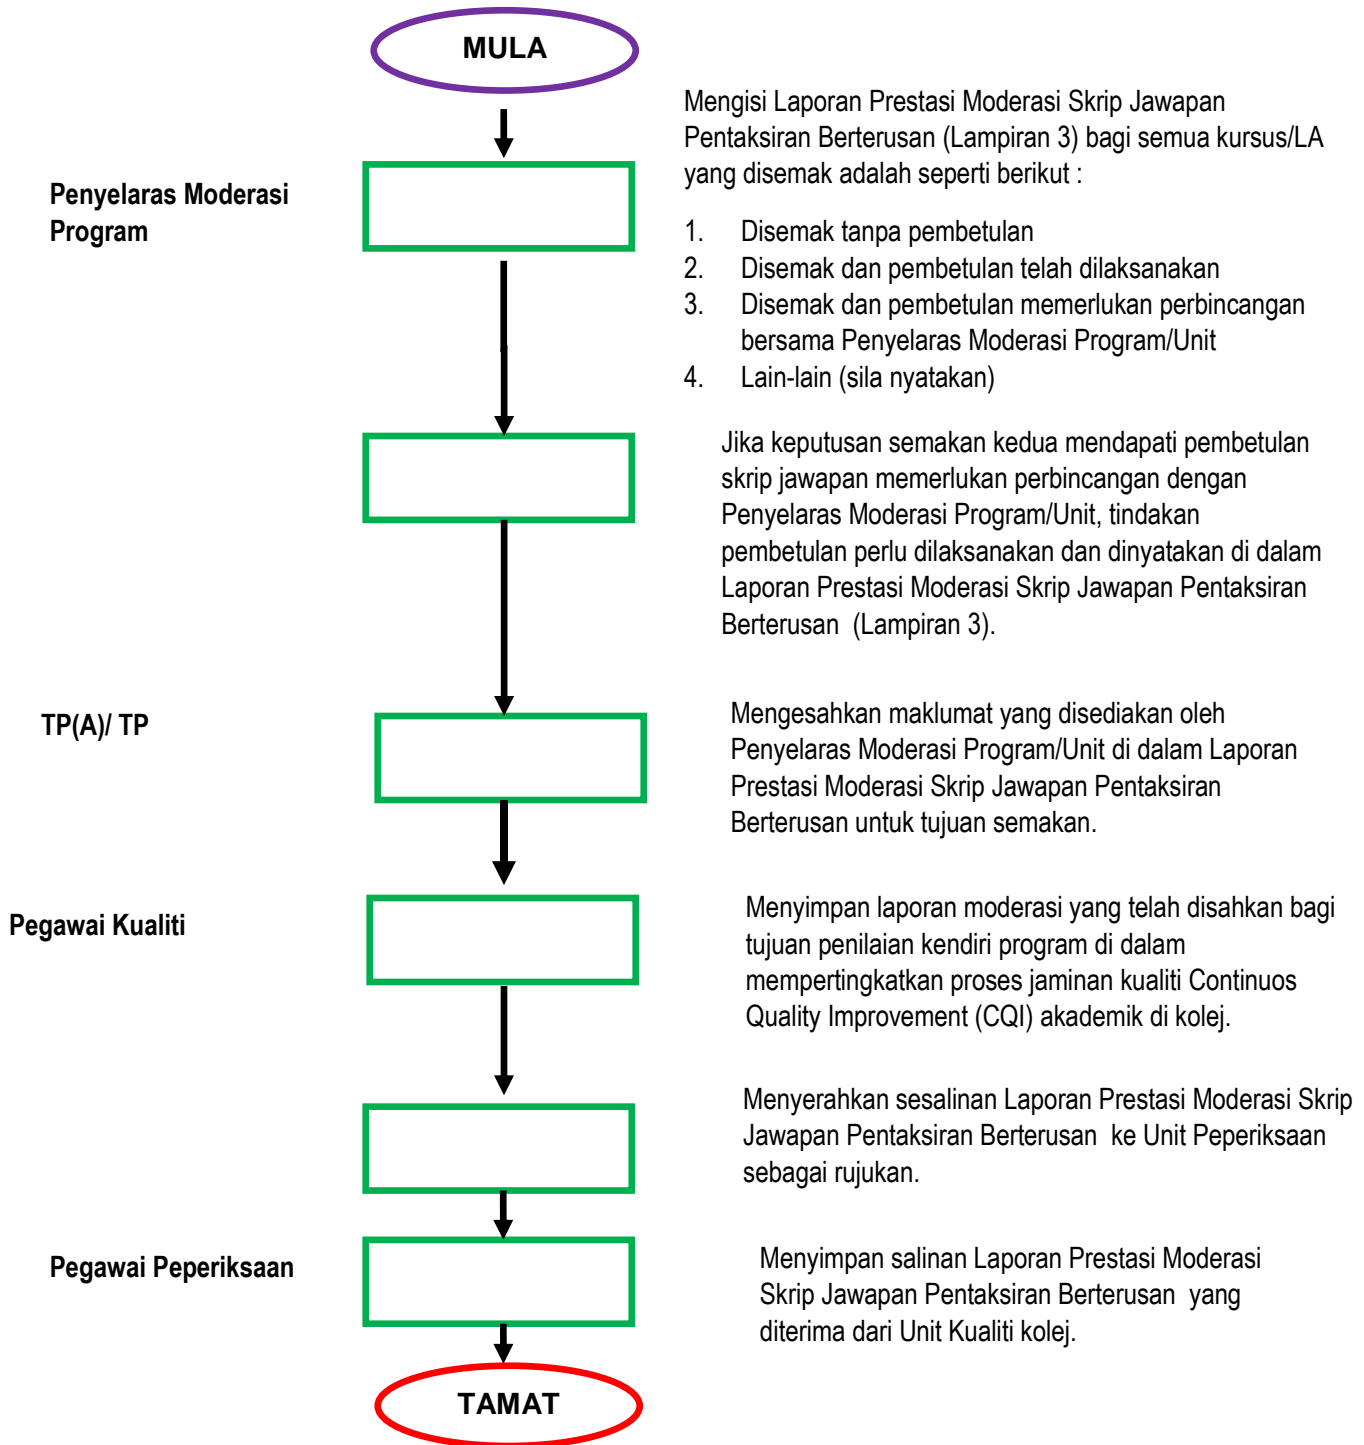 MULA
Mengisi Laporan Prestasi Moderasi Skrip Jawapan
Pentaksiran Berterusan (Lampiran 3) bagi semua kursus/LA
yang disemak adalah seperti berikut :
Penyelaras Moderasi
Program
1. Disemak tanpa pembetulan
2. Disemak dan pembetulan telah dilaksanakan
3. Disemak dan pembetulan memerlukan perbincangan
bersama Penyelaras Moderasi Program/Unit
4. Lain-lain (sila nyatakan)
Jika keputusan semakan kedua mendapati pembetulan
skrip jawapan memerlukan perbincangan dengan
Penyelaras Moderasi Program/Unit, tindakan
pembetulan perlu dilaksanakan dan dinyatakan di dalam
Laporan Prestasi Moderasi Skrip Jawapan Pentaksiran
Berterusan (Lampiran 3).
TP(A)/ TP
Mengesahkan maklumat yang disediakan oleh
Penyelaras Moderasi Program/Unit di dalam Laporan
Prestasi Moderasi Skrip Jawapan Pentaksiran
Berterusan untuk tujuan semakan.
Pegawai Kualiti
Menyimpan laporan moderasi yang telah disahkan bagi
tujuan penilaian kendiri program di dalam
mempertingkatkan proses jaminan kualiti Continuos
Quality Improvement (CQI) akademik di kolej.
Menyerahkan sesalinan Laporan Prestasi Moderasi Skrip
Jawapan Pentaksiran Berterusan ke Unit Peperiksaan
sebagai rujukan.
Pegawai Peperiksaan
Menyimpan salinan Laporan Prestasi Moderasi
Skrip Jawapan Pentaksiran Berterusan yang
diterima dari Unit Kualiti kolej.
TAMAT